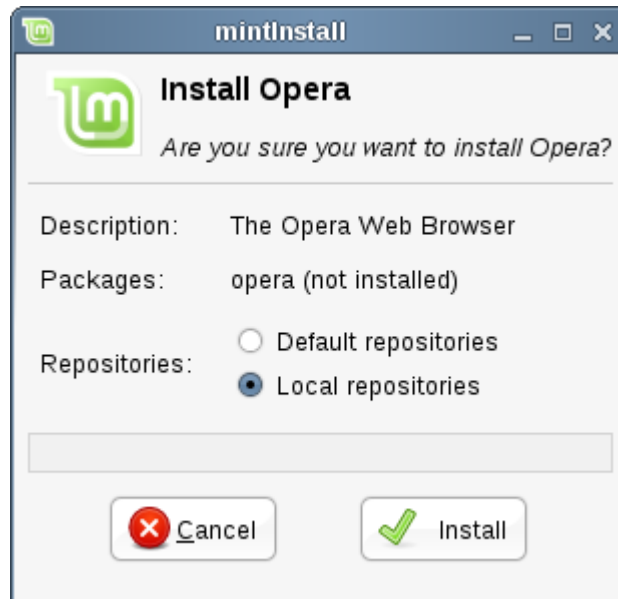 mintInstall
Install Opera
Are you sure you want to install Opera?
Description: The Opera Web Browser
Packages: opera (not installed)
Repositories:
Default repositories
Local repositories
Cancel Install